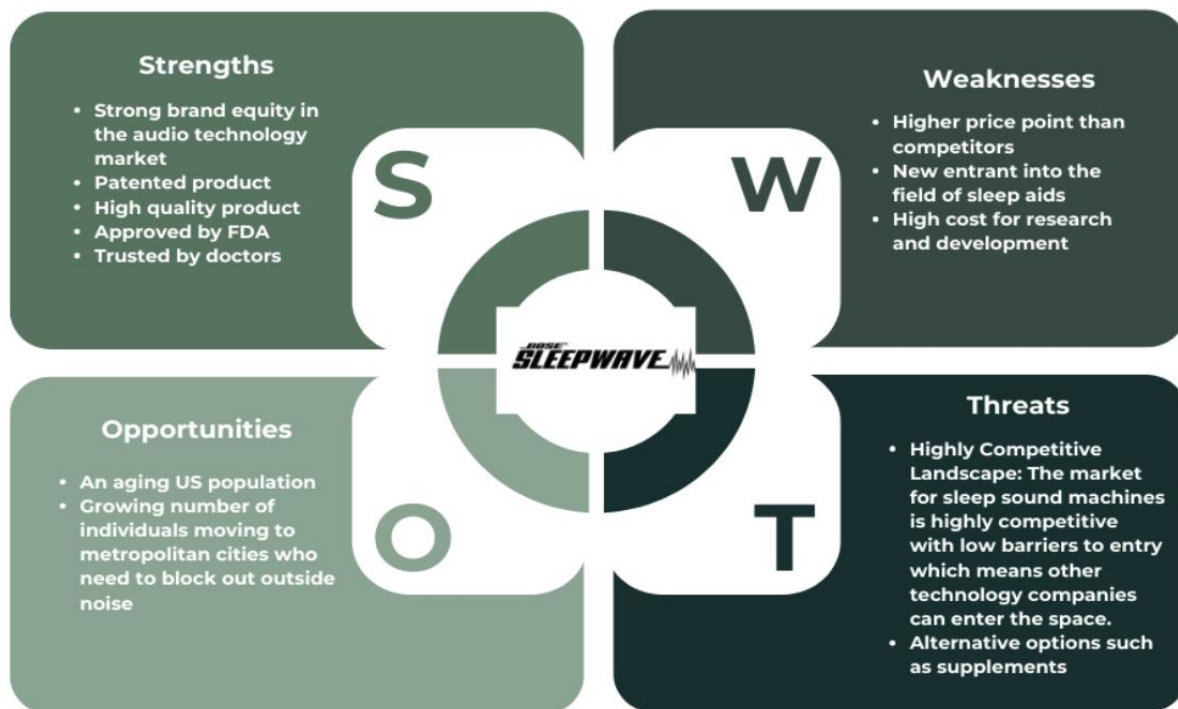 Strengths
• Strong brand equity in
the audio technology
market
• Patented product
• High quality product
• Approved by FDA
• Trusted by doctors
S
Weaknesses
• Higher price point than
competitors
• New entrant into the
field of sleep aids
• High cost for research
and development
W
BOSE
SLEEPWAVE
Opportunities
• An aging US population
• Growing number of
individuals moving to
metropolitan cities who
need to block out outside
noise
O
Threats
• Highly Competitive
Landscape: The market
for sleep sound machines
is highly competitive
with low barriers to entry
which means other
technology companies
can enter the space.
• Alternative options such
as supplements
T